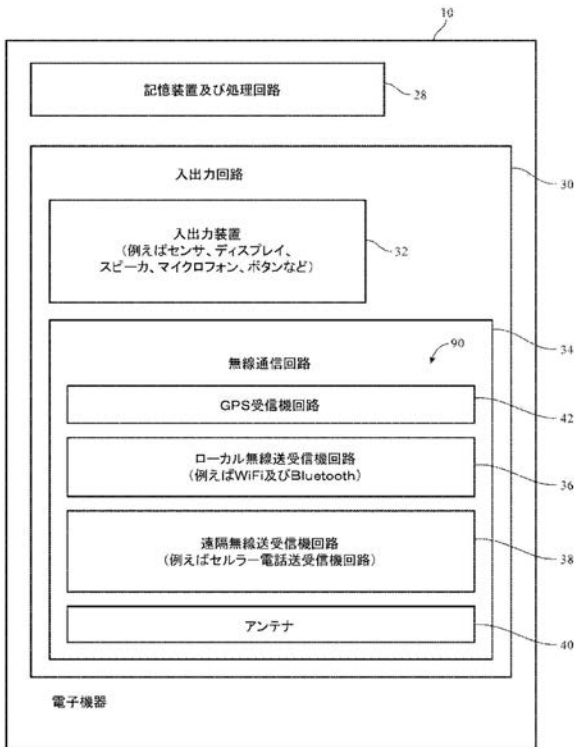 10
記憶装置及び処理回路
28
入出力回路
30
入出力装置
(例えばセンサ、ディスプレイ、
スピーカ、マイクロフォン、ボタンなど)
32
34
90
無線通信回路
GPS受信機回路
42
ローカル無線送受信機回路
(例えばWiFi及びBluetooth)
36
遠隔無線送受信機回路
(例えばセルラー電話送受信機回路)
38
アンテナ
40
電子機器